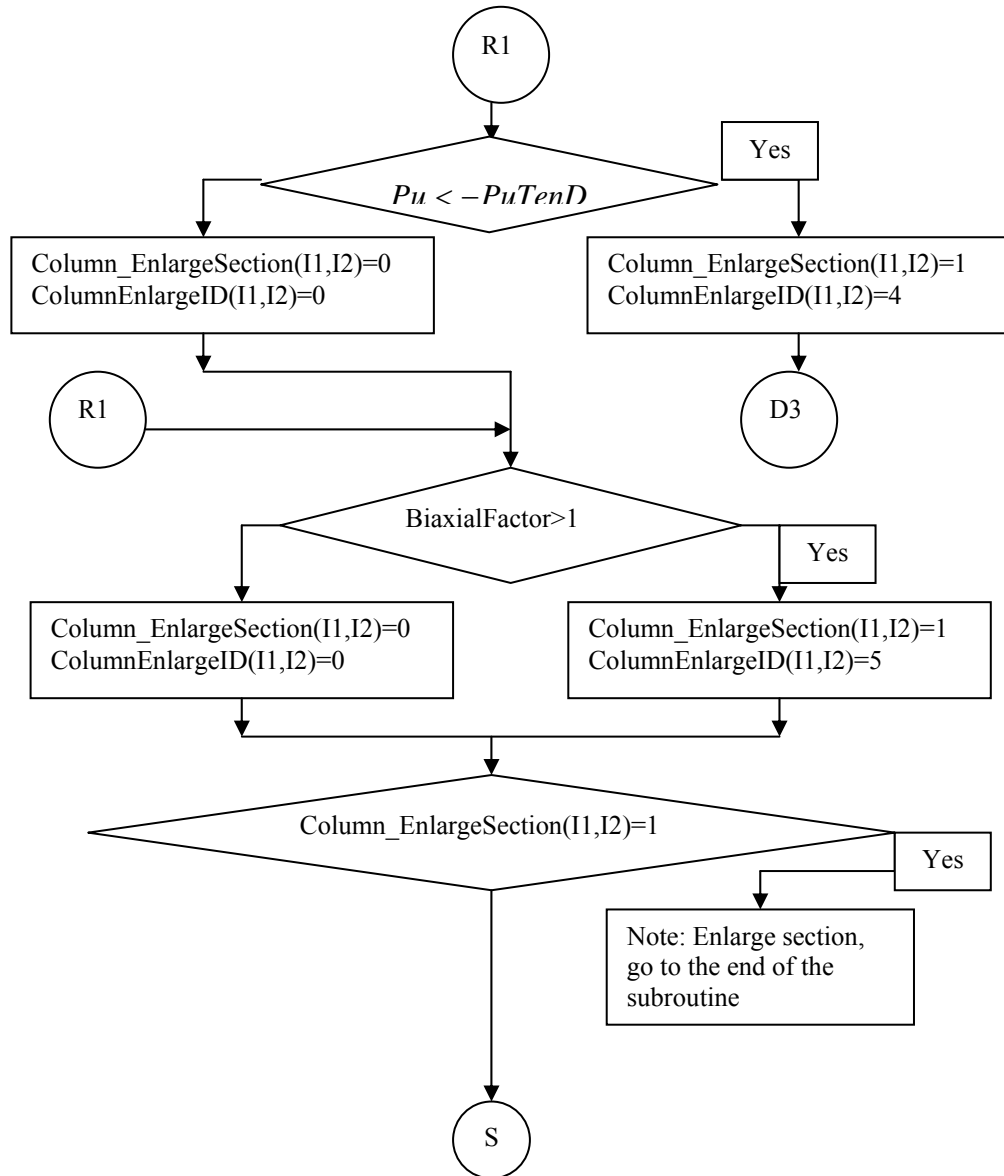 R1
Yes
Pu < −PuTenD
Column_EnlargeSection(I1,I2)=0
ColumnEnlargeID(I1,I2)=0
Column_EnlargeSection(I1,I2)=1
ColumnEnlargeID(I1,I2)=4
R1
D3
BiaxialFactor>1
Yes
Column_EnlargeSection(I1,I2)=0
ColumnEnlargeID(I1,I2)=0
Column_EnlargeSection(I1,I2)=1
ColumnEnlargeID(I1,I2)=5
Column_EnlargeSection(I1,I2)=1
Yes
Note: Enlarge section,
go to the end of the
subroutine
S